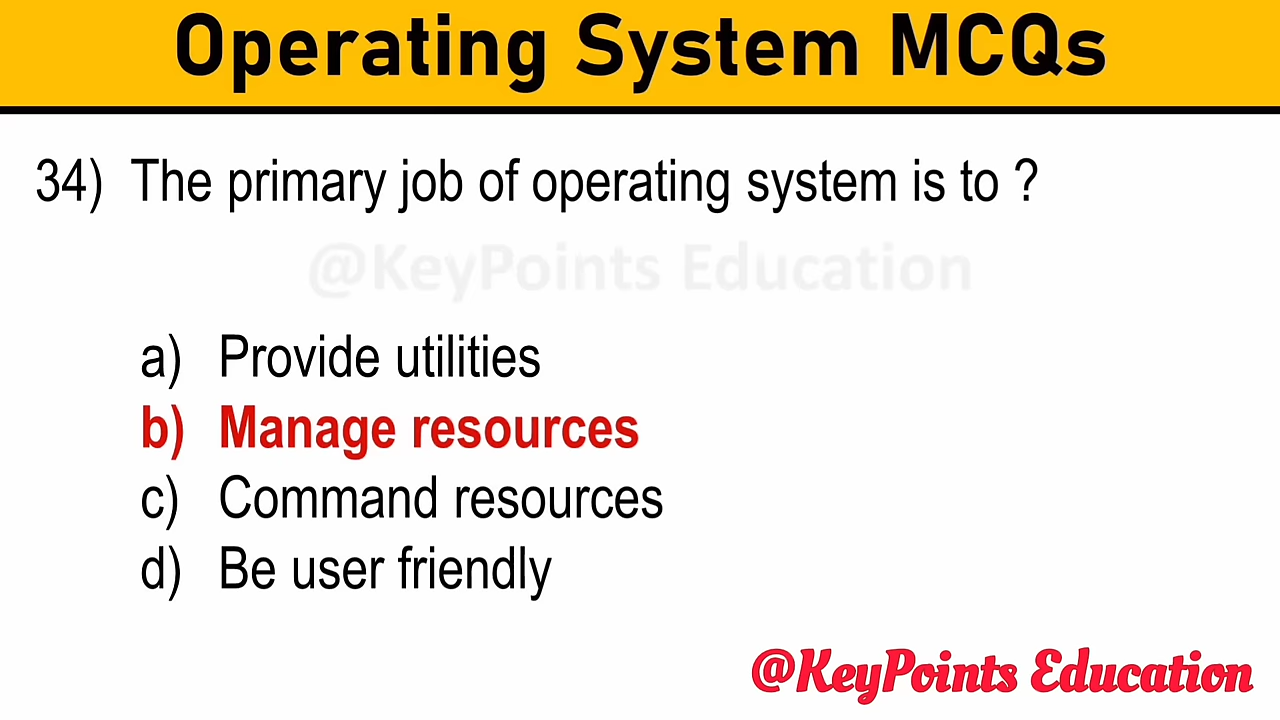 Operating System MCQs
34) The primary job of operating system is to ?
@KeyPoints Education
a) Provide utilities
b) Manage resources
c) Command resources
d) Be user friendly
@KeyPoints Education